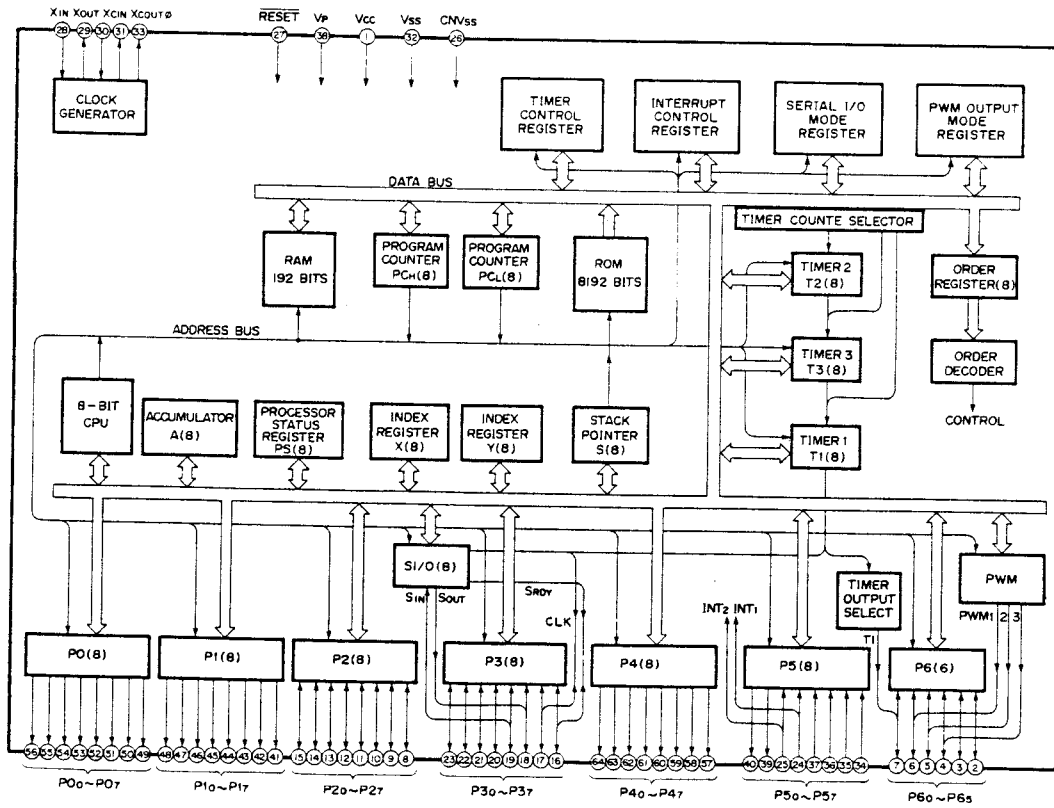 XIN XOUT XCIN XCOUT φ RESET VP VCC VSS CNVSS
28 29 30 31 33 27 38 1 32 26
CLOCK
GENERATOR
TIMER
CONTROL
REGISTER
INTERRUPT
CONTROL
REGISTER
SERIAL I/O
MODE
REGISTER
PWM OUTPUT
MODE
REGISTER
DATA BUS
RAM
192 BITS
PROGRAM
COUNTER
PCH(8)
PROGRAM
COUNTER
PCL(8)
ROM
8192 BITS
TIMER COUNTE SELECTOR
TIMER 2
T2(8)
ORDER
REGISTER(8)
ADDRESS BUS
TIMER 3
T3(8)
ORDER
DECODER
CONTROL
8-BIT
CPU
ACCUMULATOR
A(8)
PROCESSOR
STATUS
REGISTER
PS(8)
INDEX
REGISTER
X(8)
INDEX
REGISTER
Y(8)
STACK
POINTER
S(8)
TIMER 1
T1(8)
SI/O(8)
SIN SOUT SRDY
CLK
INT2 INT1
TIMER
OUTPUT
SELECT
T1
PWM
PWM1 2 3
P0(8) P1(8) P2(8) P3(8) P4(8) P5(8) P6(6)
56 55 54 53 52 51 50 49 48 47 46 45 44 43 42 41 15 14 13 12 11 10 9 8 23 22 21 20 19 18 17 16 64 63 62 61 60 59 58 57 40 39 25 24 37 36 35 34 7 6 5 4 3 2
P00~P07 P10~P17 P20~P27 P30~P37 P40~P47 P50~P57 P60~P65